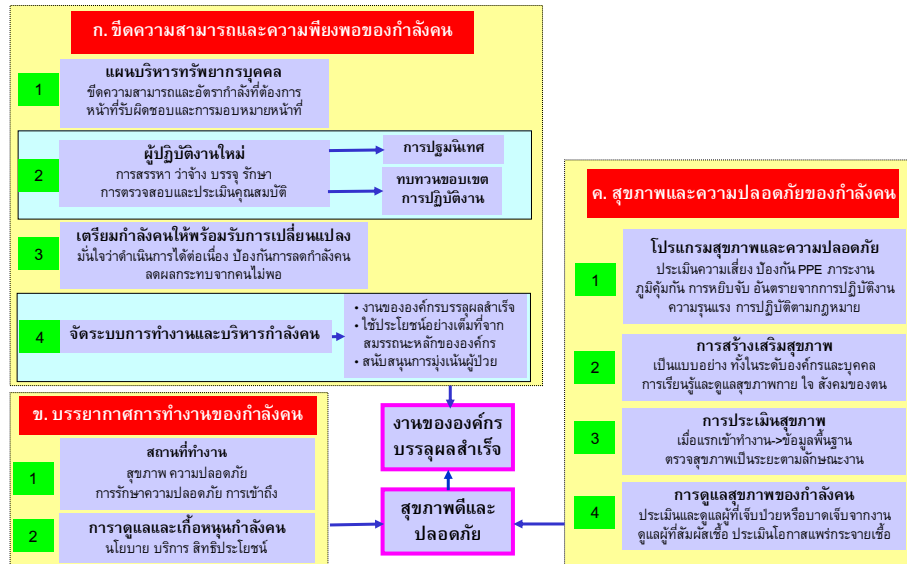 ก. ขีดความสามารถและความพียงพอของกำลังคน
1
แผนบริหารทรัพยากรบุคคล
ขีดความสามารถและอัตรากำลังที่ต้องการ
หน้าที่รับผิดชอบและการมอบหมายหน้าที่
2
ผู้ปฏิบัติงานใหม่
การสรรหา ว่าจ้าง บรรจุ รักษา
การตรวจสอบและประเมินคุณสมบัติ
การปฐมนิเทศ
ทบทวนขอบเขต
การปฏิบัติงาน
3
เตรียมกำลังคนให้พร้อมรับการเปลี่ยนแปลง
มั่นใจว่าดำเนินการได้ต่อเนื่อง ป้องกันการลดกำลังคน
ลดผลกระทบจากคนไม่พอ
4
จัดระบบการทำงานและบริหารกำลังคน
• งานขององค์กรบรรลุผลสำเร็จ
• ใช้ประโยชน์อย่างเต็มที่จาก
สมรรถนะหลักขององค์กร
• สนับสนุนการมุ่งเน้นผู้ป่วย
ข. บรรยากาศการทำงานของกำลังคน
1
สถานที่ทำงาน
สุขภาพ ความปลอดภัย
การรักษาความปลอดภัย การเข้าถึง
2
การาดูแลและเกื้อหนุนกำลังคน
นโยบาย บริการ สิทธิประโยชน์
งานขององค์กร
บรรลุผลสำเร็จ
สุขภาพดีและ
ปลอดภัย
ค. สุขภาพและความปลอดภัยของกำลังคน
1
โปรแกรมสุขภาพและความปลอดภัย
ประเมินความเสี่ยง ป้องกัน PPE ภาระงาน
ภูมิคุ้มกัน การหยิบจับ อันตรายจากการปฏิบัติงาน
ความรุนแรง การปฏิบัติตามกฎหมาย
2
การสร้างเสริมสุขภาพ
เป็นแบบอย่าง ทั้งในระดับองค์กรและบุคคล
การเรียนรู้และดูแลสุขภาพกาย ใจ สังคมของตน
3
การประเมินสุขภาพ
เมื่อแรกเข้าทำงาน->ข้อมูลพื้นฐาน
ตรวจสุขภาพเป็นระยะตามลักษณะงาน
4
การดูแลสุขภาพของกำลังคน
ประเมินและดูแลผู้ที่เจ็บป่วยหรือบาดเจ็บจากงาน
ดูแลผู้ที่สัมผัสเชื้อ ประเมินโอกาสแพร่กระจายเชื้อ